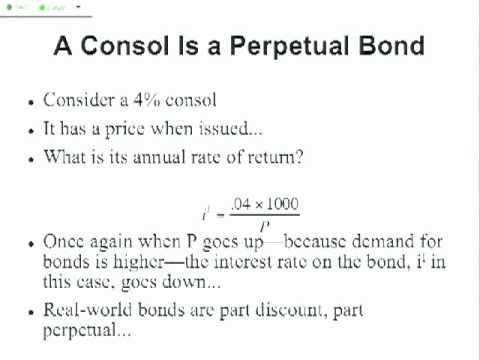 A Consol Is a Perpetual Bond
• Consider a 4% consol
• It has a price when issued...
• What is its annual rate of return?
i^l = .04 × 1000 / P
• Once again when P goes up—because demand for
bonds is higher—the interest rate on the bond, i^l in
this case, goes down...
• Real-world bonds are part discount, part
perpetual...